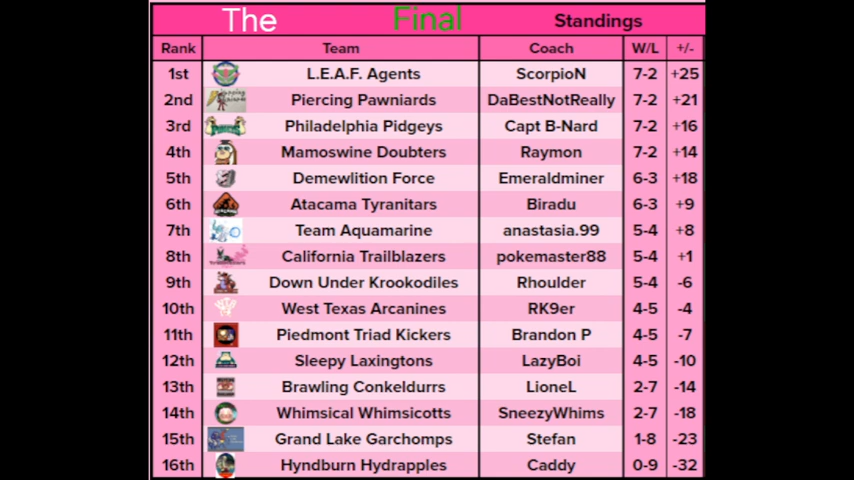 The Final Standings
Rank Team Coach W/L +/-
1st L.E.A.F. Agents ScorpioN 7-2 +25
2nd Piercing Pawniards DaBestNotReally 7-2 +21
3rd Philadelphia Pidgeys Capt B-Nard 7-2 +16
4th Mamoswine Doubters Raymon 7-2 +14
5th Demewlition Force Emeraldminer 6-3 +18
6th Atacama Tyranitars Biradu 6-3 +9
7th Team Aquamarine anastasia.99 5-4 +8
8th California Trailblazers pokemaster88 5-4 +1
9th Down Under Krookodiles Rhoulder 5-4 -6
10th West Texas Arcanines RK9er 4-5 -4
11th Piedmont Triad Kickers Brandon P 4-5 -7
12th Sleepy Laxingtons LazyBoi 4-5 -10
13th Brawling Conkeldurrs LioneL 2-7 -14
14th Whimsical Whimsicotts SneezyWhims 2-7 -18
15th Grand Lake Garchomps Stefan 1-8 -23
16th Hyndburn Hydrapples Caddy 0-9 -32